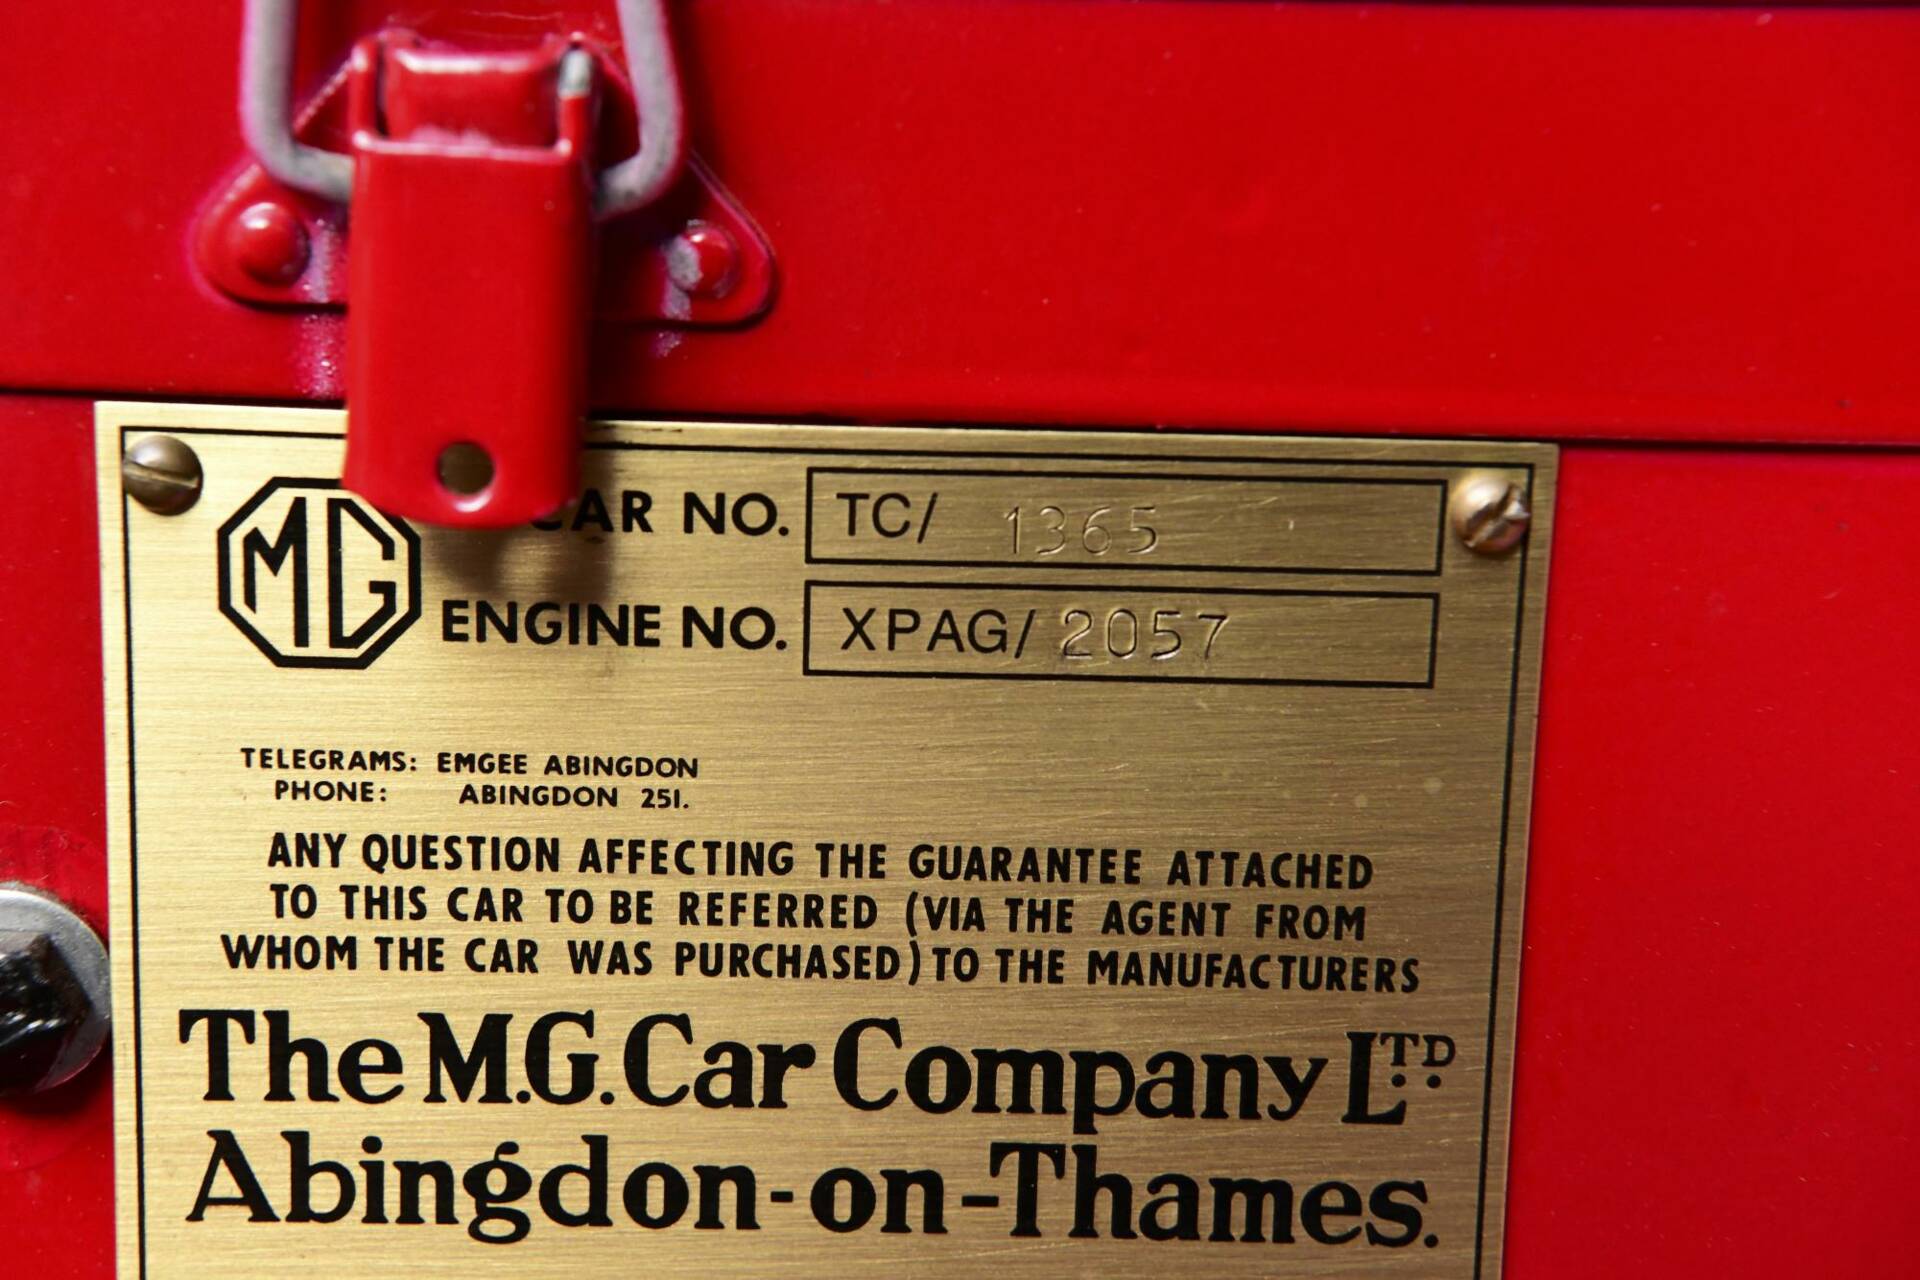 MG
CAR NO. TC/ 1365
ENGINE NO. XPAG/ 2057
TELEGRAMS: EMGEE ABINGDON
PHONE: ABINGDON 251.
ANY QUESTION AFFECTING THE GUARANTEE ATTACHED
TO THIS CAR TO BE REFERRED (VIA THE AGENT FROM
WHOM THE CAR WAS PURCHASED) TO THE MANUFACTURERS
The M.G. Car Company LTD
Abingdon-on-Thames.